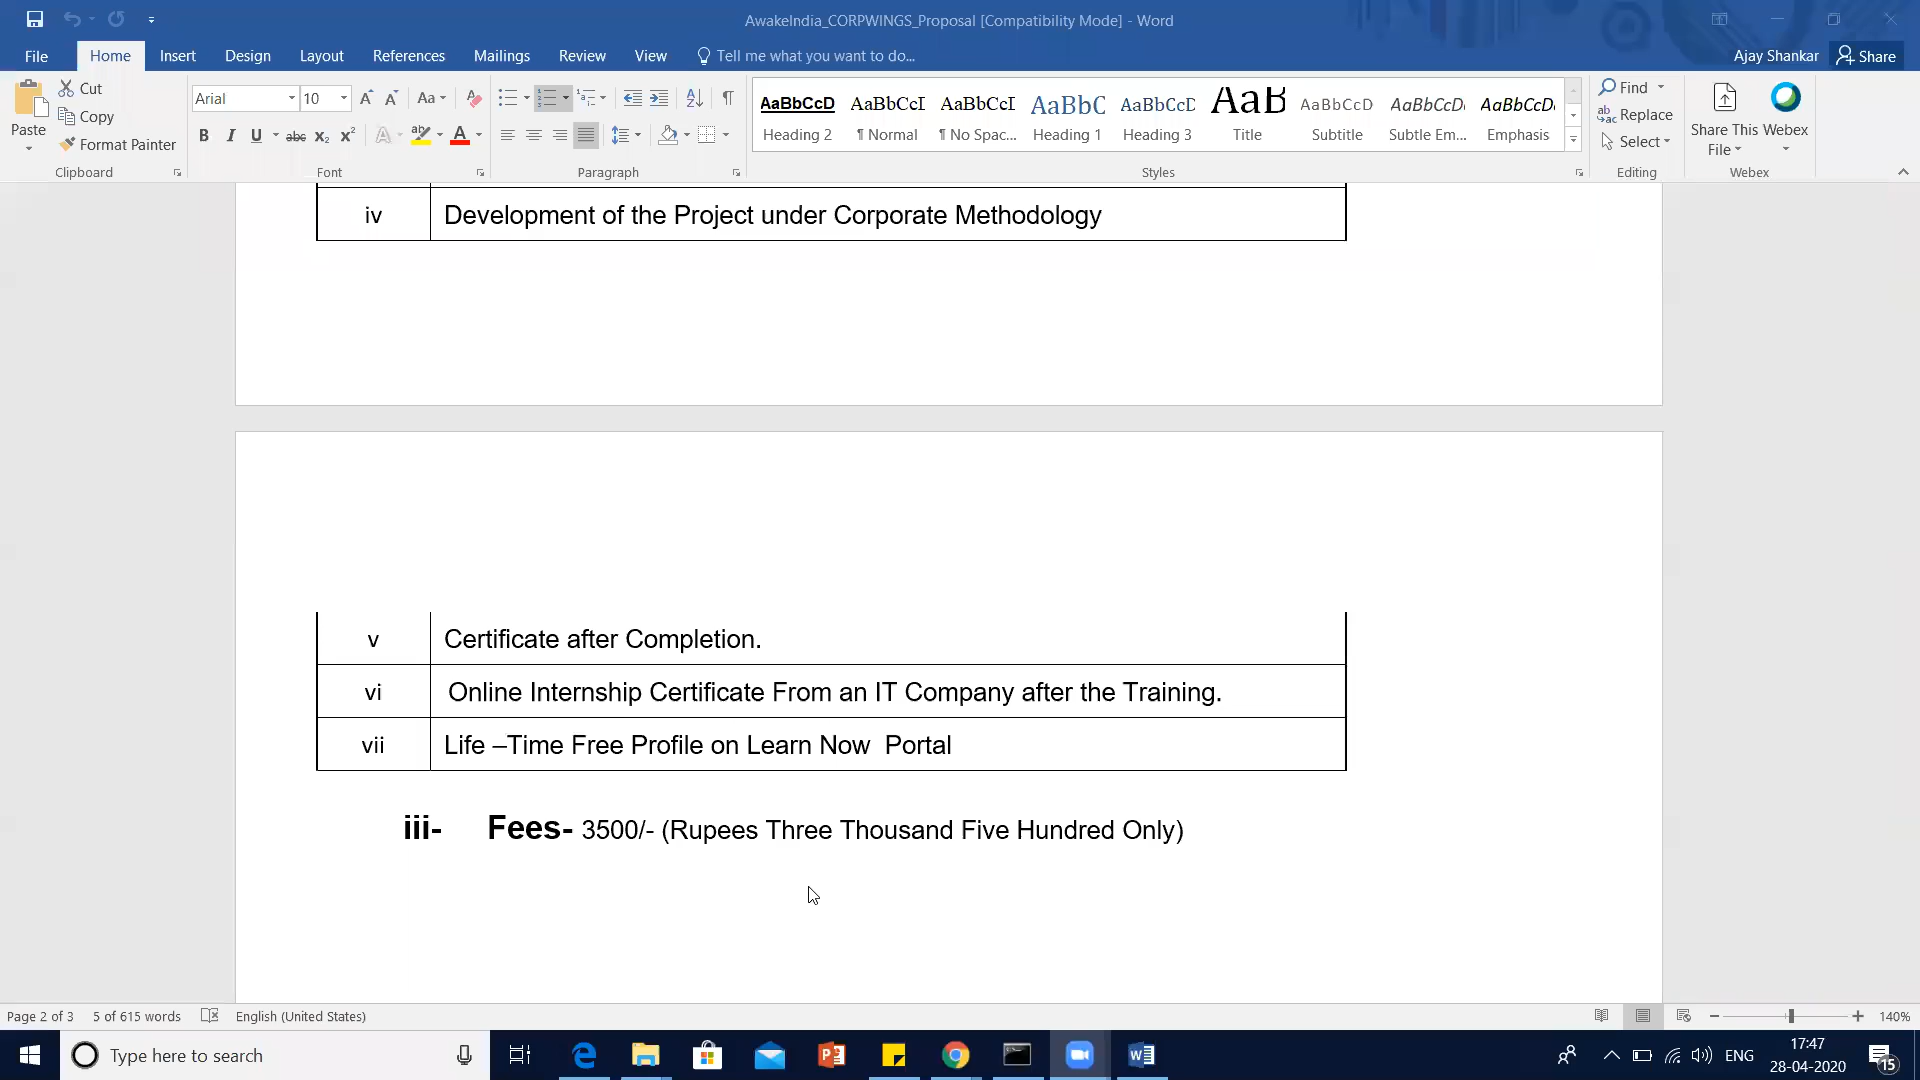 AwakeIndia_CORPWINGS_Proposal [Compatibility Mode] - Word
File Home Insert Design Layout References Mailings Review View Tell me what you want to do... Ajay Shankar Share
Paste
Cut
Copy
Format Painter
Clipboard
Arial 10
Font
Paragraph
AaBbCcD AaBbCcI AaBbCcI AaBbC AaBbCcD AaB AaBbCcD AaBbCcD AaBbCcD
Heading 2 ¶ Normal ¶ No Spac... Heading 1 Heading 3 Title Subtitle Subtle Em... Emphasis
Styles
Find
Replace
Select
Editing
Share This File
Webex
Webex
iv Development of the Project under Corporate Methodology
v Certificate after Completion.
vi Online Internship Certificate From an IT Company after the Training.
vii Life –Time Free Profile on Learn Now Portal
iii- Fees- 3500/- (Rupees Three Thousand Five Hundred Only)
Page 2 of 3 5 of 615 words English (United States) 140%
Type here to search
ENG
17:47
28-04-2020
15